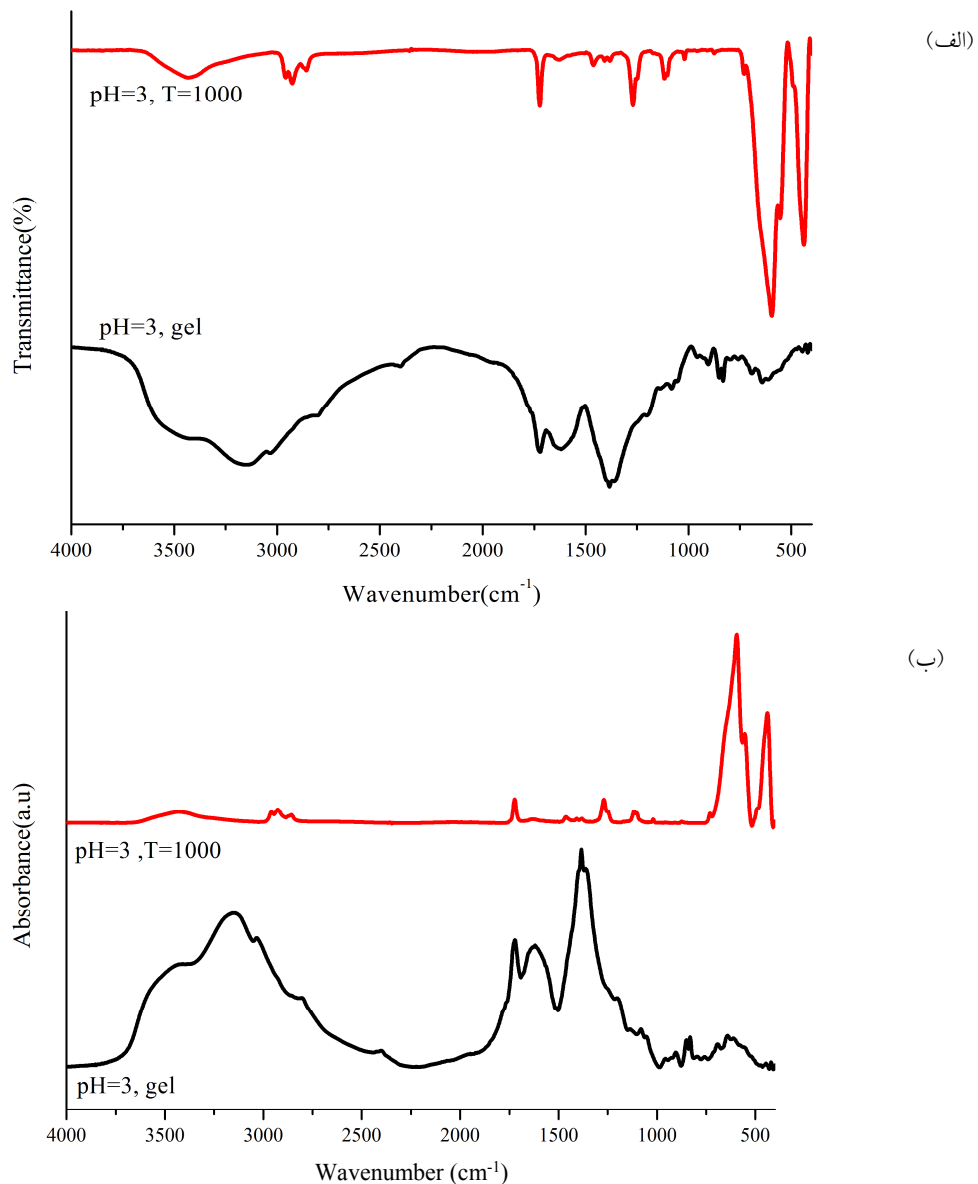 (الف)
pH=3, T=1000
pH=3, gel
Transmittance(%)
4000 3500 3000 2500 2000 1500 1000 500
Wavenumber(cm-1)
(ب)
pH=3 ,T=1000
pH=3, gel
Absorbance(a.u)
4000 3500 3000 2500 2000 1500 1000 500
Wavenumber (cm-1)